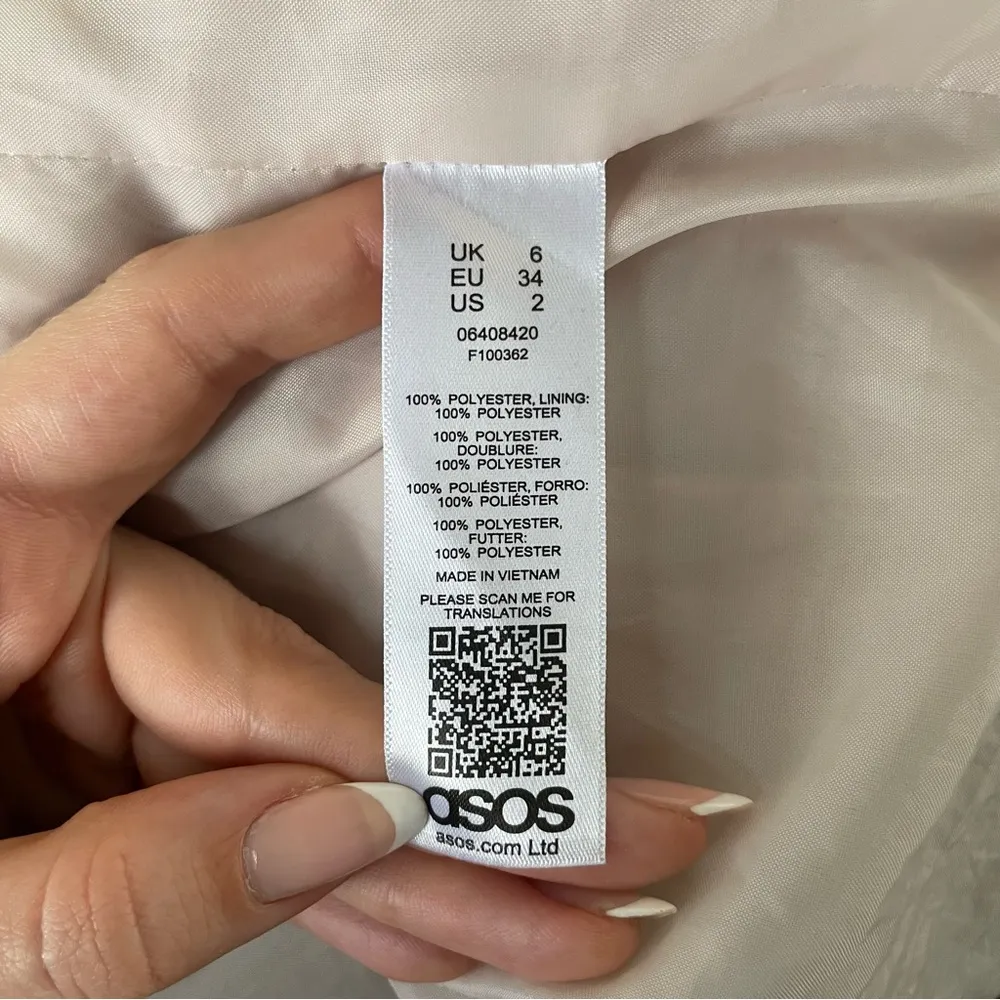 UK 6
EU 34
US 2
06408420
F100362
100% POLYESTER, LINING:
100% POLYESTER
100% POLYESTER,
DOUBLURE:
100% POLYESTER
100% POLIÉSTER, FORRO:
100% POLIÉSTER
100% POLYESTER,
FUTTER:
100% POLYESTER
MADE IN VIETNAM
PLEASE SCAN ME FOR
TRANSLATIONS
asos
asos.com Ltd